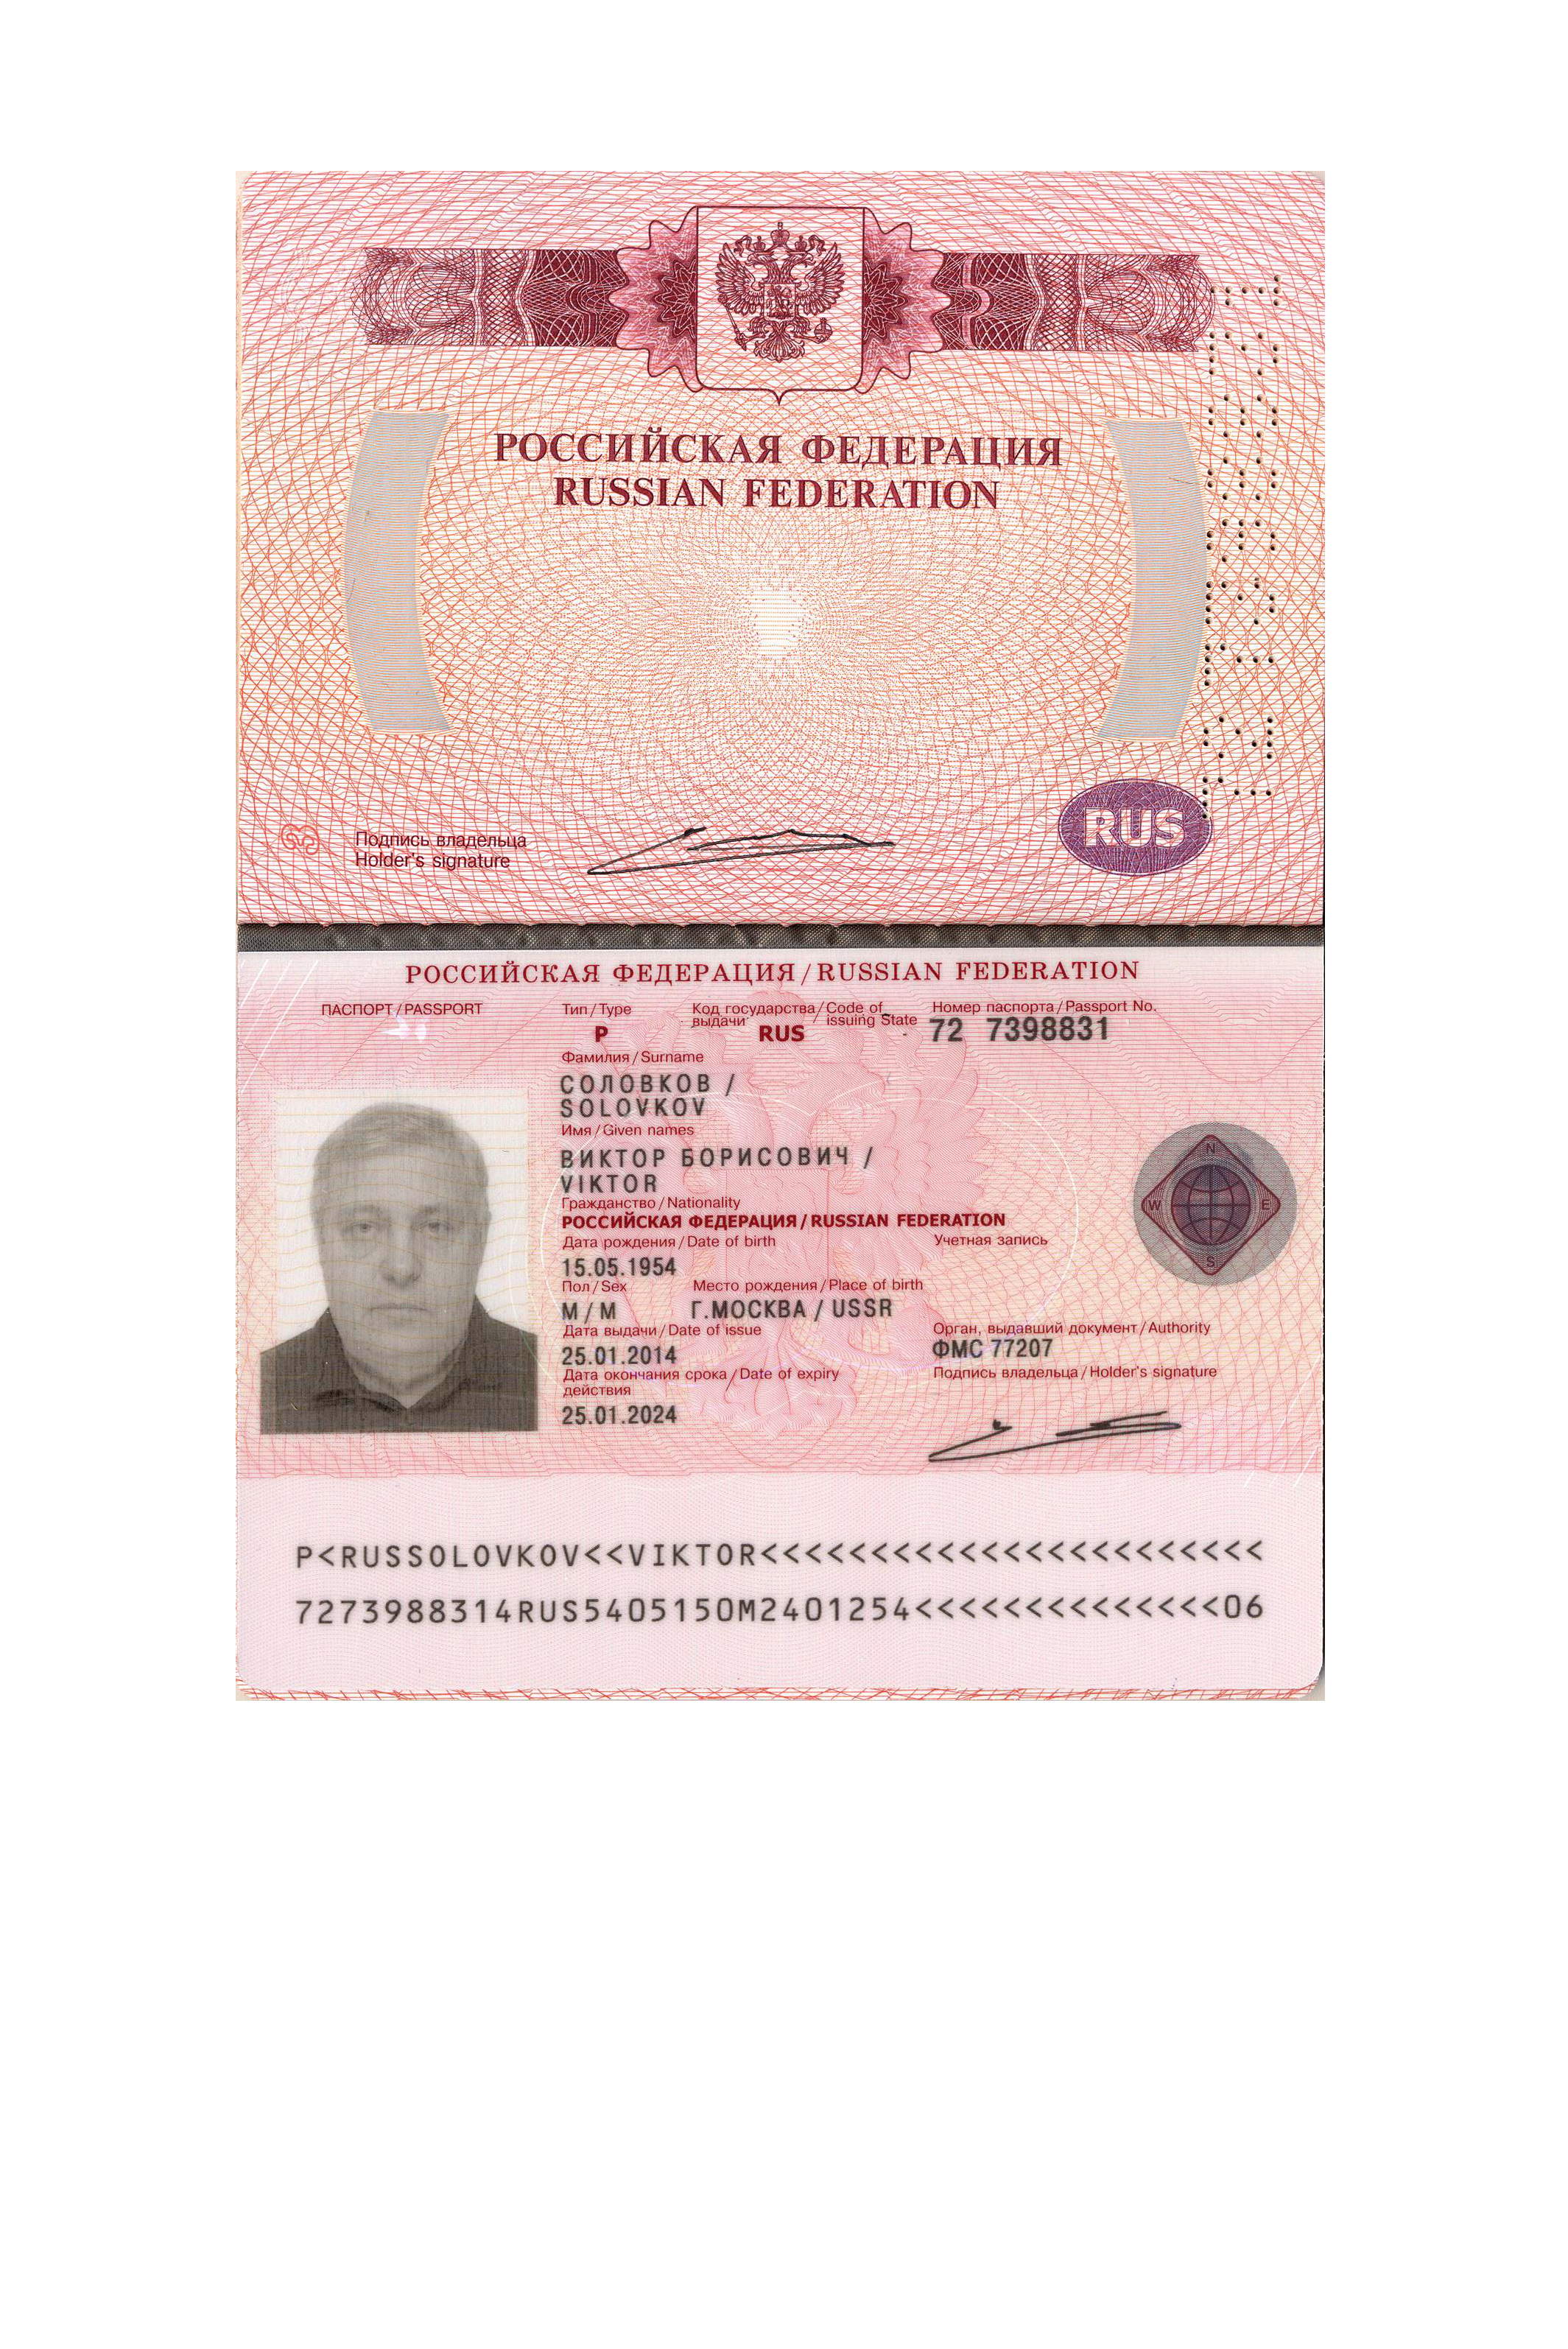 РОССИЙСКАЯ ФЕДЕРАЦИЯ
RUSSIAN FEDERATION
Подпись владельца
Holder's signature
RUS
РОССИЙСКАЯ ФЕДЕРАЦИЯ/RUSSIAN FEDERATION
ПАСПОРТ/PASSPORT
Тип/Type
P
Код государства/Code of
выдачи issuing State
RUS
Номер паспорта/Passport No.
72 7398831
Фамилия/Surname
СОЛОВКОВ /
SOLOVKOV
Имя/Given names
ВИКТОР БОРИСОВИЧ /
VIKTOR
Гражданство/Nationality
РОССИЙСКАЯ ФЕДЕРАЦИЯ/RUSSIAN FEDERATION
Дата рождения/Date of birth
Учетная запись
15.05.1954
Пол/Sex
Место рождения/Place of birth
М / M
Г.МОСКВА / USSR
Дата выдачи/Date of issue
Орган, выдавший документ/Authority
25.01.2014
ФМС 77207
Дата окончания срока/Date of expiry
действия
Подпись владельца/Holder's signature
25.01.2024
N
W E
S
P<RUSSOLOVKOV<<VIKTOR<<<<<<<<<<<<<<<<<<<<<<<
7273988314RUS5405150M2401254<<<<<<<<<<<<<<06